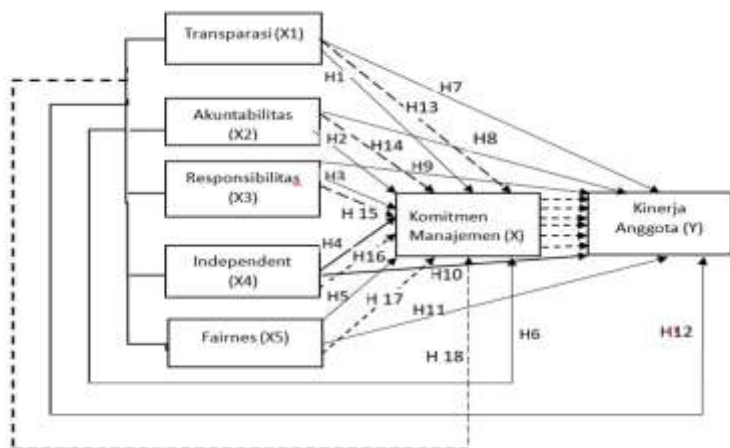 Transparasi (X1)
H1
H7
H13
Akuntabilitas
(X2)
H2
H14
H8
H9
Responsibilitas
(X3)
H3
H 15
Komitmen
Manajemen (X)
Kinerja
Anggota (Y)
H4
H16
Independent
(X4)
H10
H5
H 17
H11
Fairnes (X5)
H6
H12
H 18